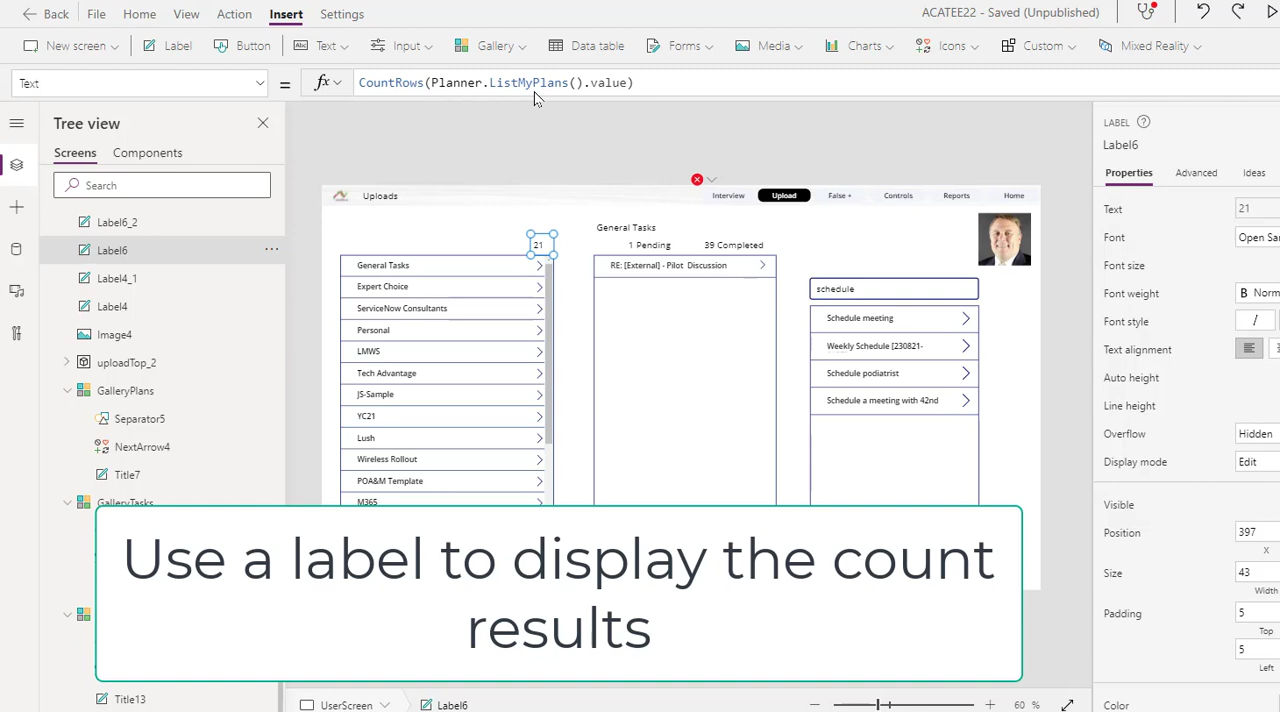 Back File Home View Action Insert Settings ACATEE22 - Saved (Unpublished)
New screen Label Button Text Input Gallery Data table Forms Media Charts Icons Custom Mixed Reality
Text = fx CountRows(Planner.ListMyPlans().value)
Tree view
Screens Components
Search
Label6_2
Label6
Label4_1
Label4
Image4
uploadTop_2
GalleryPlans
Separator5
NextArrow4
Title7
GalleryTasks
Title13
Uploads Interview Upload False + Controls Reports Home
21
General Tasks
1 Pending 39 Completed
General Tasks
Expert Choice
ServiceNow Consultants
Personal
LMWS
Tech Advantage
JS-Sample
YC21
Lush
Wireless Rollout
POA&M Template
M365
RE: [External] - Pilot Discussion
schedule
Schedule meeting
Weekly Schedule [230821-
Schedule podiatrist
Schedule a meeting with 42nd
LABEL
Label6
Properties Advanced Ideas
Text 21
Font Open Sa
Font size
Font weight B Norm
Font style /
Text alignment
Auto height
Line height
Overflow Hidden
Display mode Edit
Visible
Position 397
X
Size 43
Width
Padding 5
Top
5
Left
Color
Use a label to display the count
results
UserScreen Label6 60 %